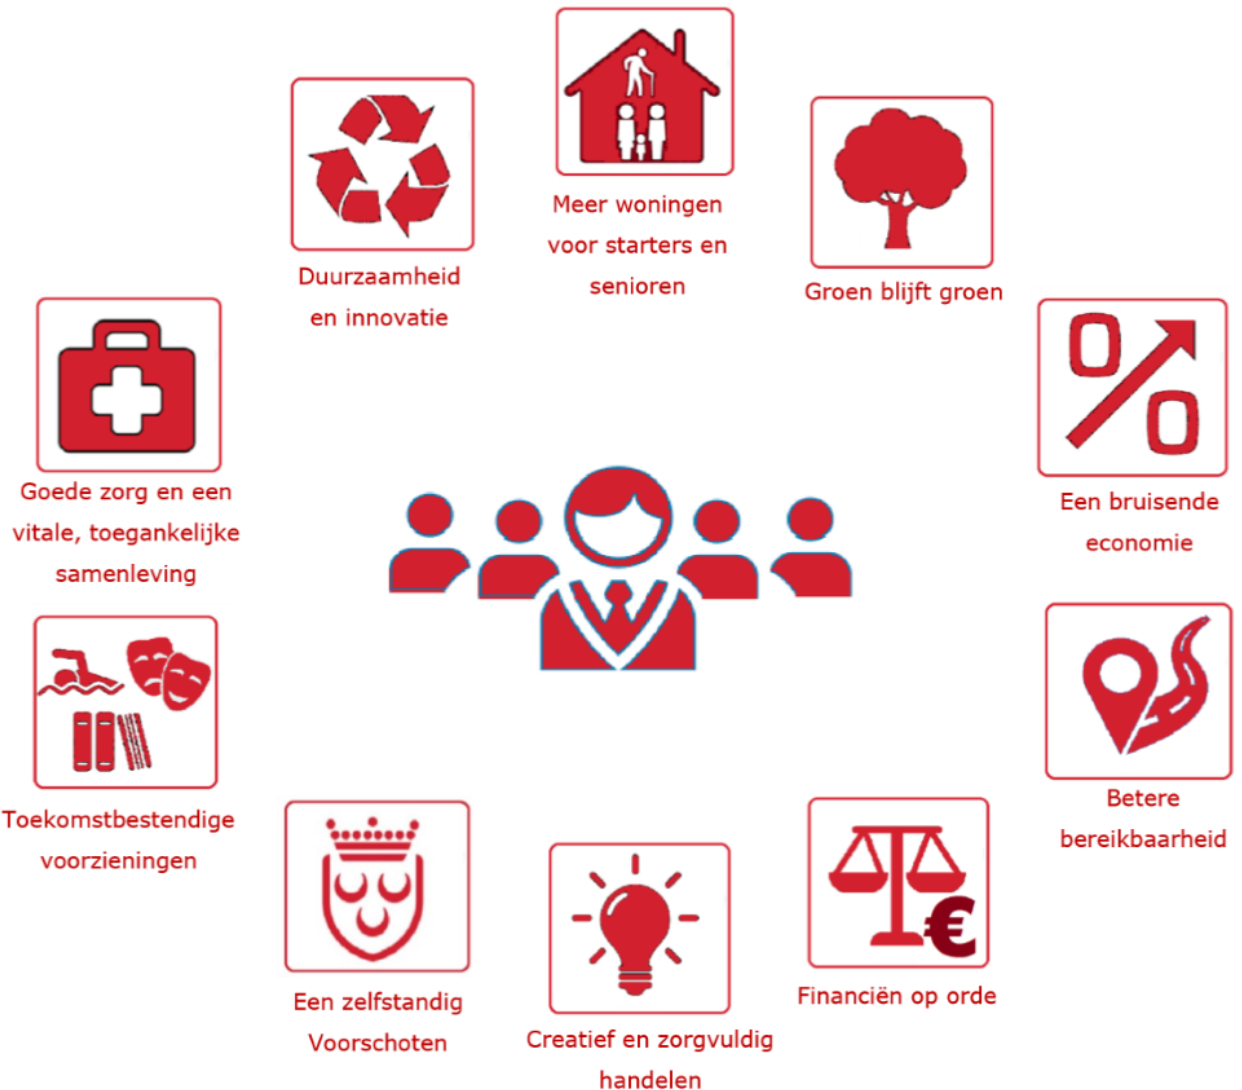 Meer woningen
voor starters en
senioren
Duurzaamheid
en innovatie
Groen blijft groen
Goede zorg en een
vitale, toegankelijke
samenleving
Een bruisende
economie
Toekomstbestendige
voorzieningen
Betere
bereikbaarheid
Een zelfstandig
Voorschoten
Creatief en zorgvuldig
handelen
€
Financiën op orde